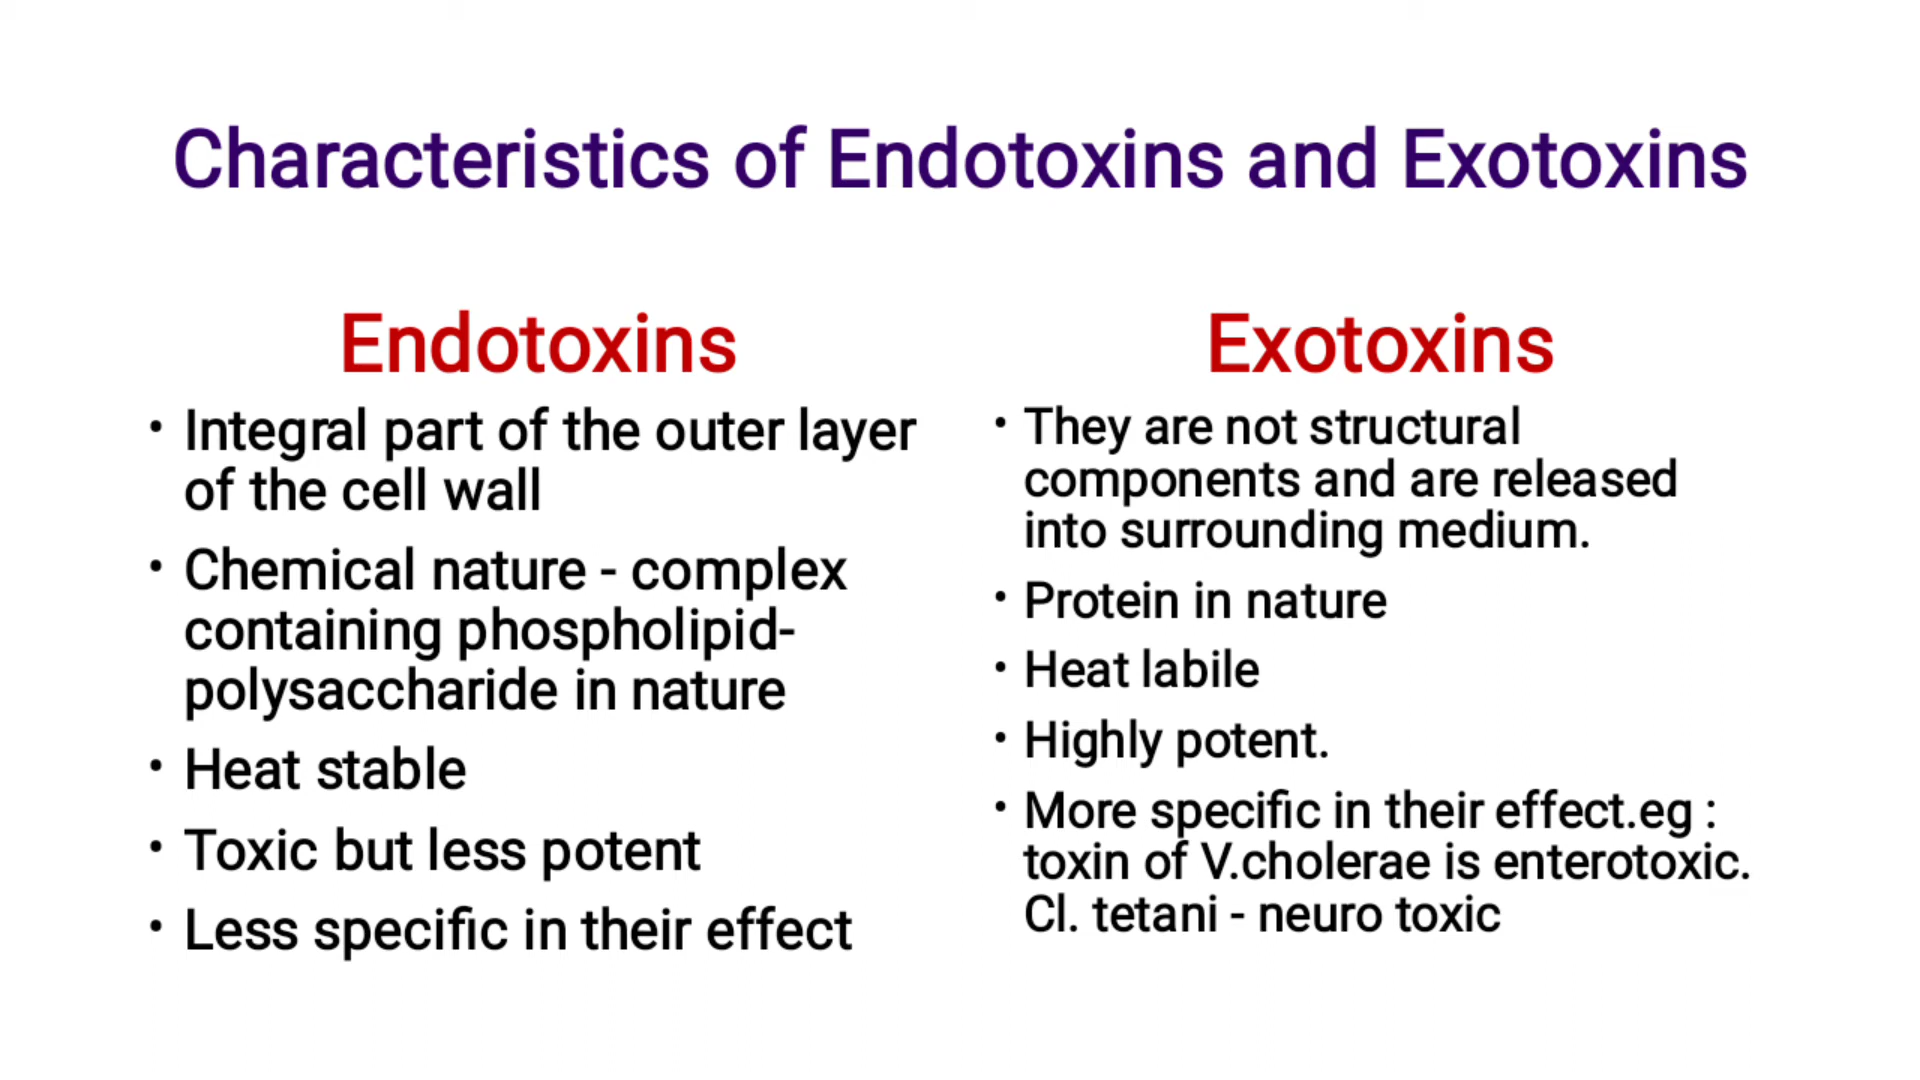 Characteristics of Endotoxins and Exotoxins
Endotoxins
• Integral part of the outer layer
of the cell wall
• Chemical nature - complex
containing phospholipid-
polysaccharide in nature
• Heat stable
• Toxic but less potent
• Less specific in their effect
Exotoxins
• They are not structural
components and are released
into surrounding medium.
• Protein in nature
• Heat labile
• Highly potent.
• More specific in their effect.eg :
toxin of V.cholerae is enterotoxic.
Cl. tetani - neuro toxic